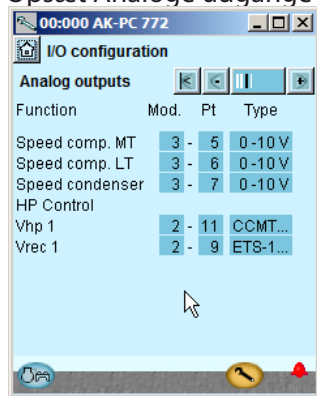 Opsæt Analoge udgange
00:000 AK-PC 772
I/O configuration
Analog outputs
Function Mod. Pt Type
Speed comp. MT 3 - 5 0-10 V
Speed comp. LT 3 - 6 0-10 V
Speed condenser 3 - 7 0-10 V
HP Control
Vhp 1 2 - 11 CCMT...
Vrec 1 2 - 9 ETS-1...